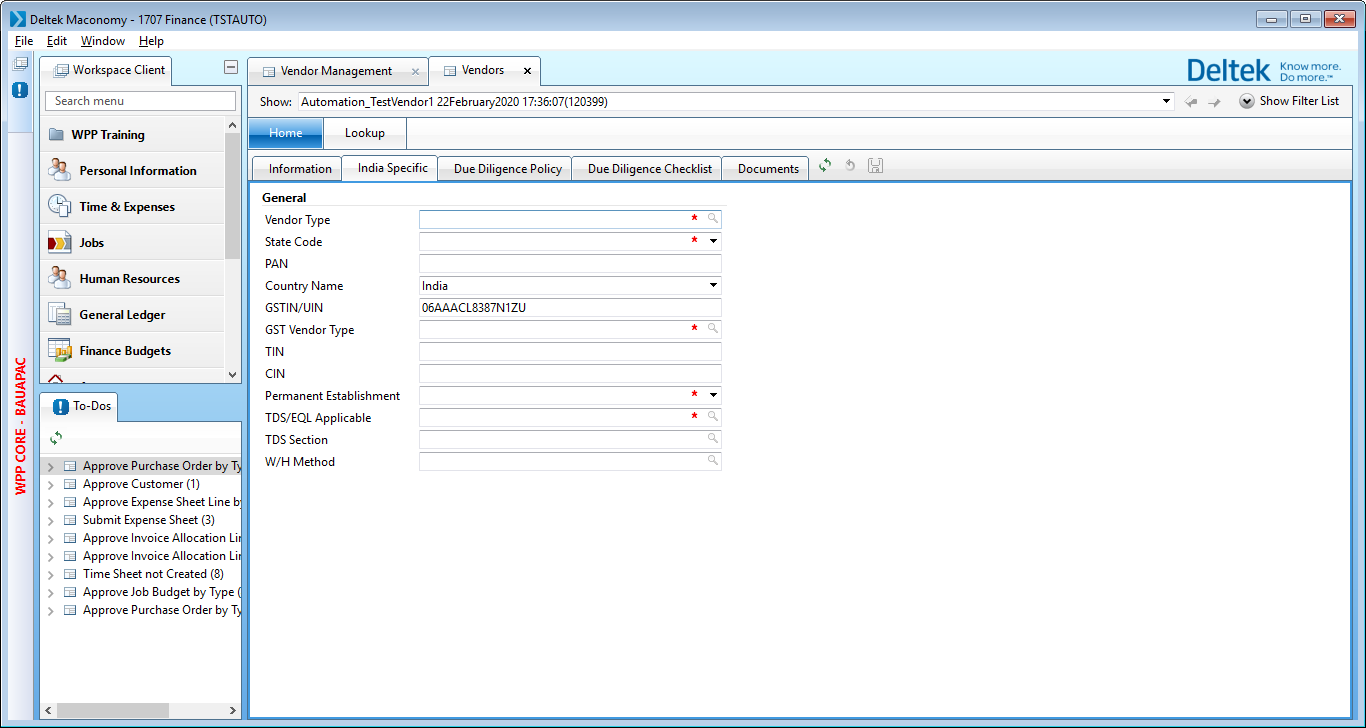 Deltek Maconomy - 1707 Finance (TSTAUTO)
File Edit Window Help
Workspace Client
Vendor Management
Vendors
Deltek Know more. Do more.™
Search menu
Show: Automation_TestVendor1 22February2020 17:36:07(120399)
Show Filter List
Home Lookup
WPP Training
Personal Information
Time & Expenses
Jobs
Human Resources
General Ledger
Finance Budgets
WPP CORE - BAUAPAC
To-Dos
Approve Purchase Order by Ty
Approve Customer (1)
Approve Expense Sheet Line by
Submit Expense Sheet (3)
Approve Invoice Allocation Lin
Approve Invoice Allocation Lin
Time Sheet not Created (8)
Approve Job Budget by Type (
Approve Purchase Order by Ty
Information India Specific Due Diligence Policy Due Diligence Checklist Documents
General
Vendor Type *
State Code *
PAN
Country Name India
GSTIN/UIN 06AAACL8387N1ZU
GST Vendor Type *
TIN
CIN
Permanent Establishment *
TDS/EQL Applicable *
TDS Section
W/H Method